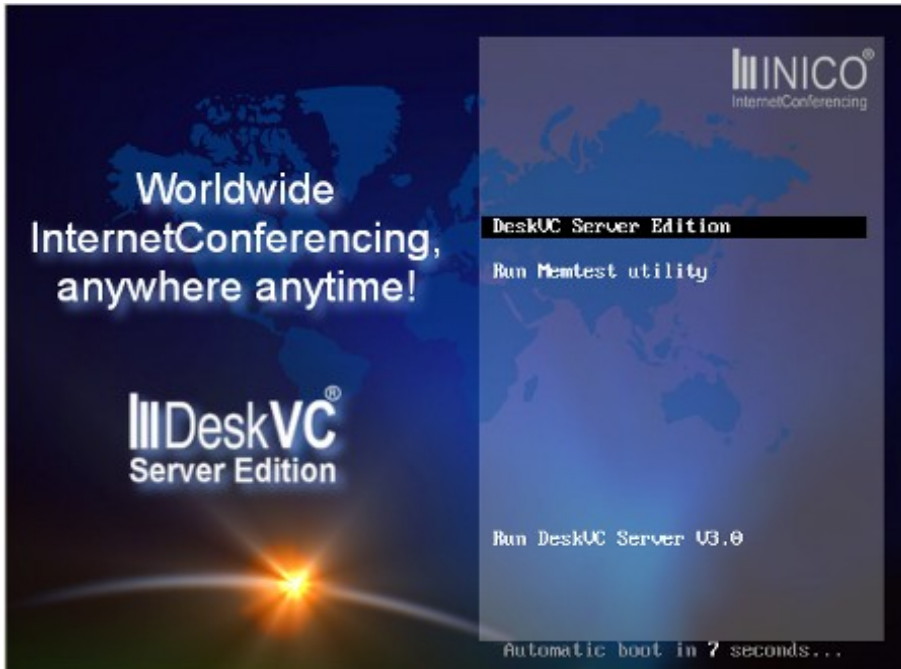 Worldwide
InternetConferencing,
anywhere anytime!
DeskVC®
Server Edition
INICO®
InternetConferencing
DeskVC Server Edition
Run Memtest utility
Run DeskVC Server V3.0
Automatic boot in 7 seconds...